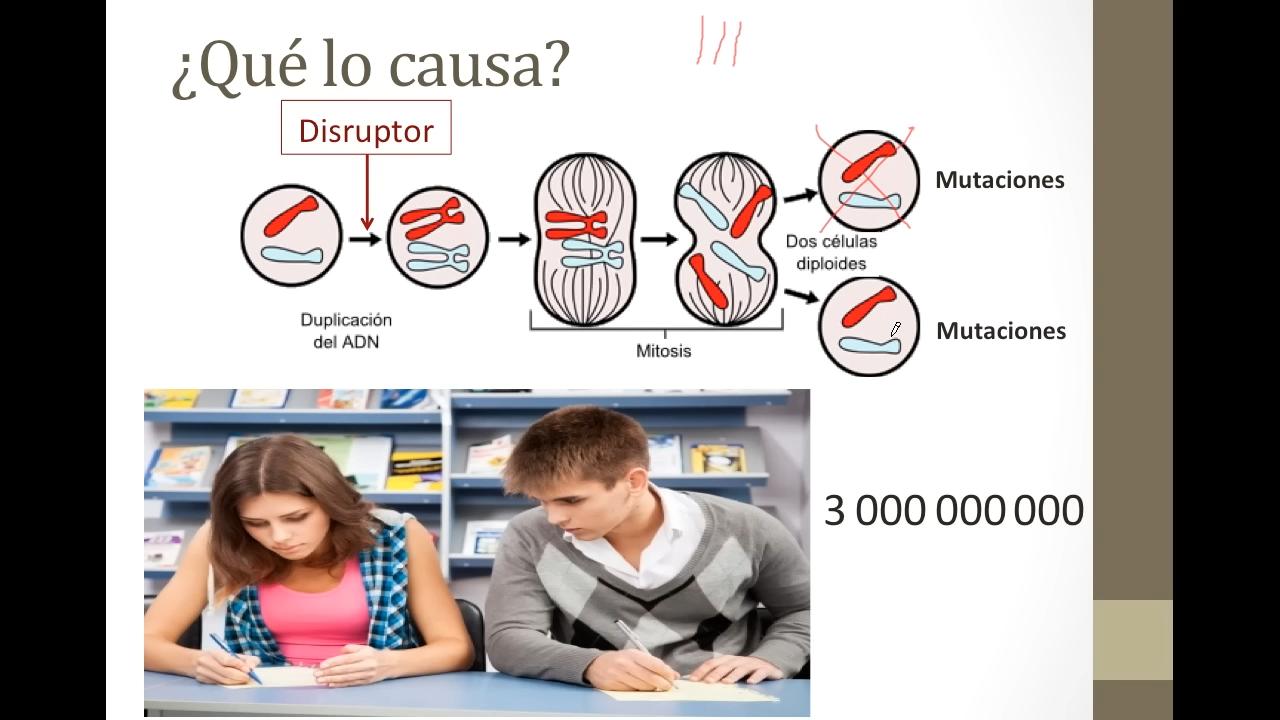 ¿Qué lo causa?
Disruptor
Mutaciones
Dos células
diploides
Duplicación
del ADN
Mitosis
Mutaciones
3 000 000 000